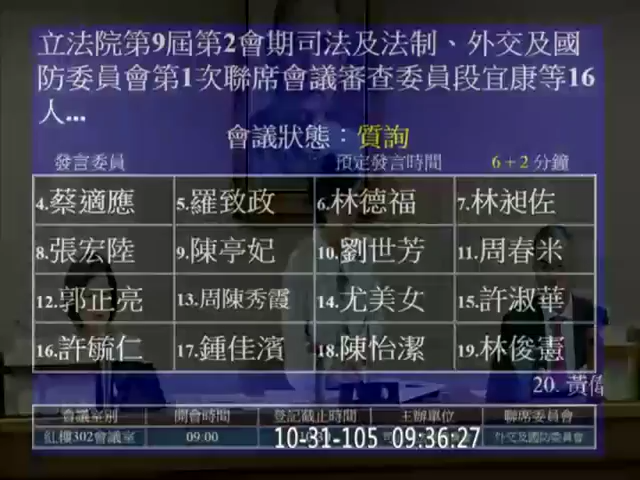 立法院第9屆第2會期司法及法制、外交及國
防委員會第1次聯席會議審查委員段宜康等16
人...
會議狀態：質詢
發言委員 預定發言時間 6+2分鐘
4.蔡適應 5.羅致政 6.林德福 7.林昶佐
8.張宏陸 9.陳亭妃 10.劉世芳 11.周春米
12.郭正亮 13.周陳秀霞 14.尤美女 15.許淑華
16.許毓仁 17.鍾佳濱 18.陳怡潔 19.林俊憲
20. 黃偉
會議室別 開會時間 登記截止時間 主辦單位 聯席委員會
紅樓302會議室 09:00 外交及國防委員會
10-31-105 09:36:27